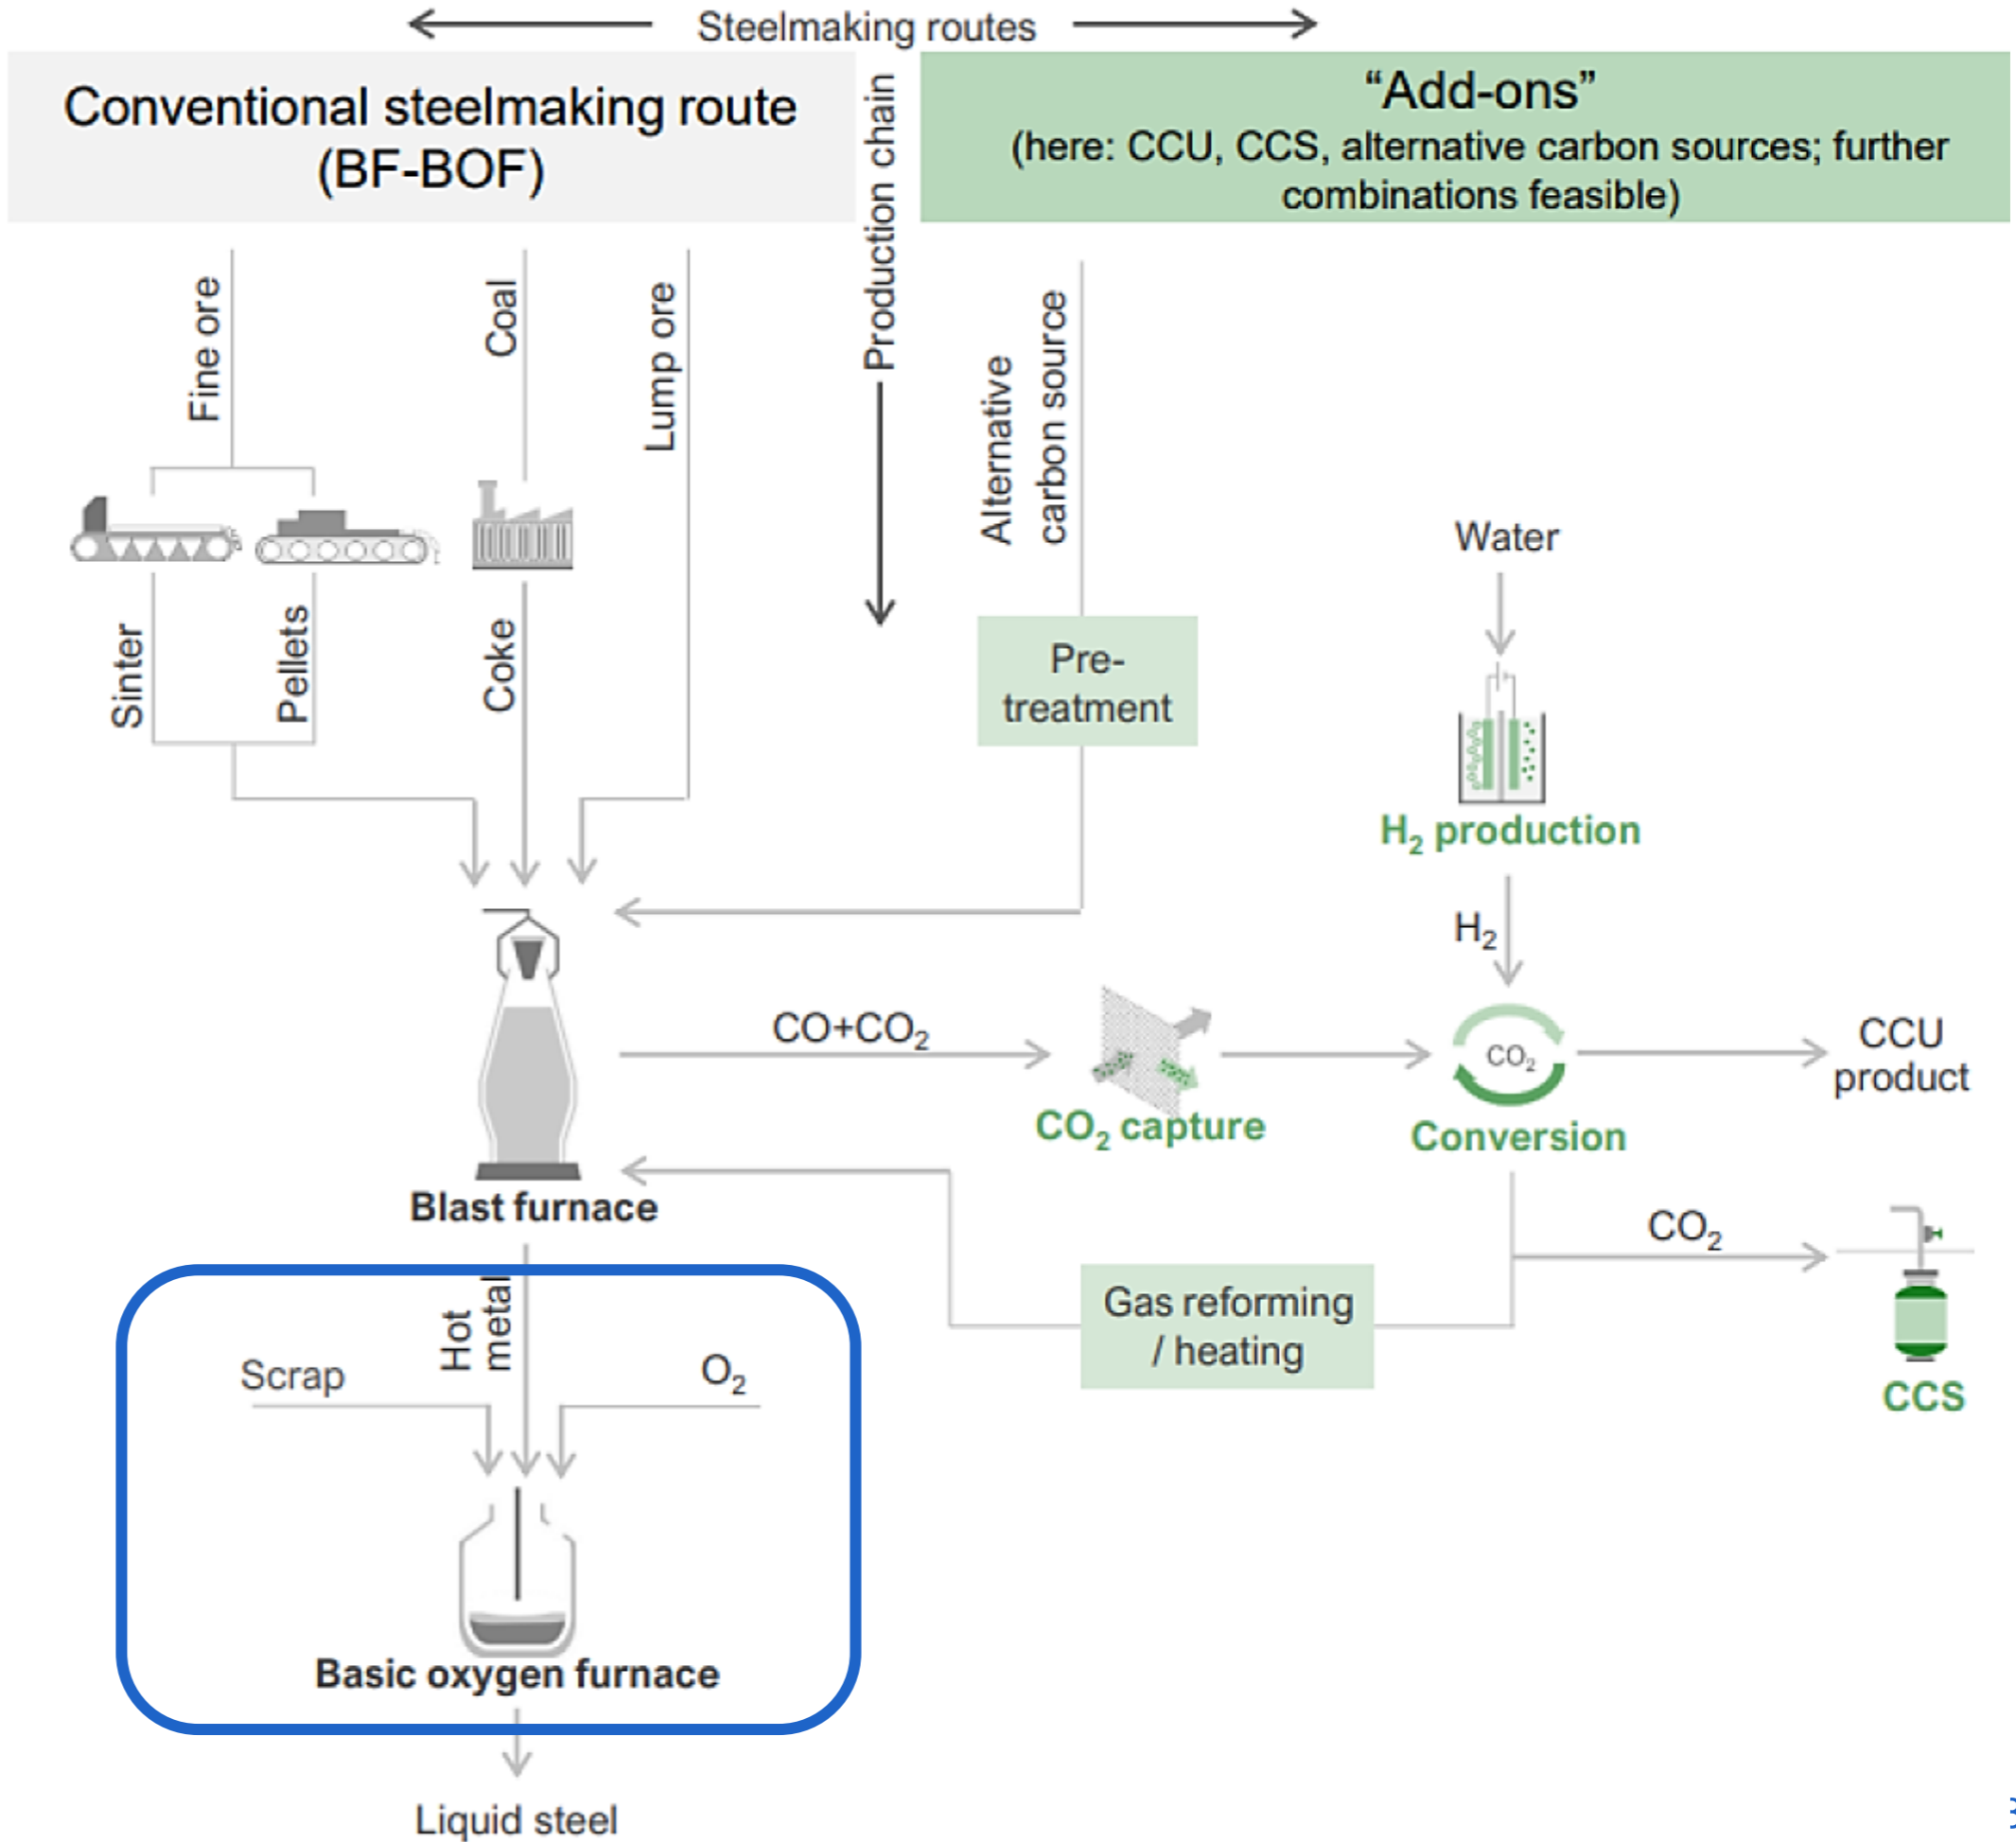 Steelmaking routes
Conventional steelmaking route
(BF-BOF)
Production chain
“Add-ons”
(here: CCU, CCS, alternative carbon sources; further
combinations feasible)
Fine ore
Coal
Lump ore
Alternative
carbon source
Sinter
Pellets
Coke
Pre-
treatment
Water
H₂ production
H₂
CO+CO₂
CO₂ capture
CO₂
Conversion
CCU
product
Blast furnace
Hot
metal
Gas reforming
/ heating
CO₂
CCS
Scrap
O₂
Basic oxygen furnace
Liquid steel